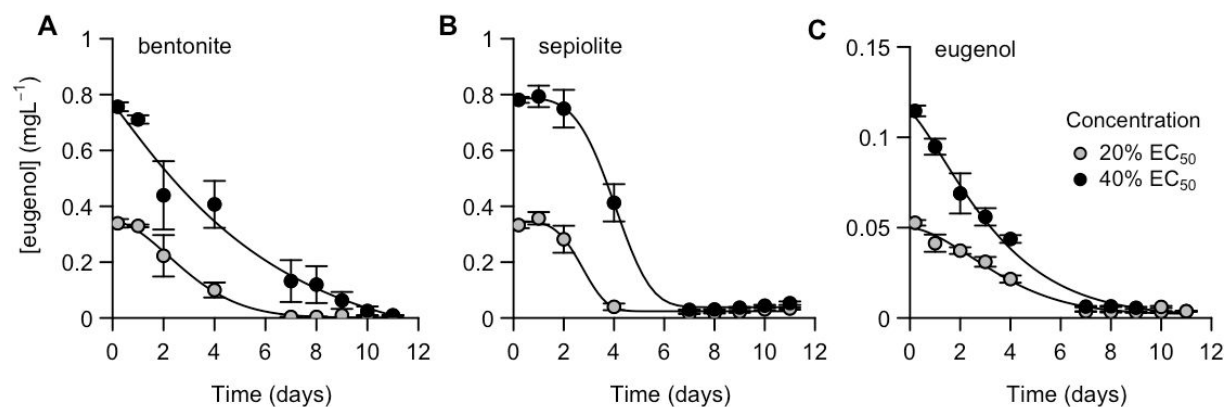 A
bentonite
[eugenol] (mgL⁻¹)
1
0.8
0.6
0.4
0.2
0
0 2 4 6 8 10 12
Time (days)
B
sepiolite
1
0.8
0.6
0.4
0.2
0
0 2 4 6 8 10 12
Time (days)
C
eugenol
0.15
0.1
0.05
0
0 2 4 6 8 10 12
Time (days)
Concentration
20% EC₅₀
40% EC₅₀